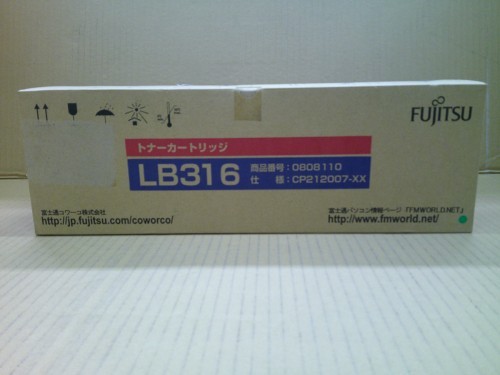 FUJITSU
トナーカートリッジ
LB316
商品番号:0808110
仕 様:CP212007-XX
富士通コワーコ株式会社
http://jp.fujitsu.com/coworco/
富士通パソコン情報ページ「FMWORLD.NET」
http://www.fmworld.net/